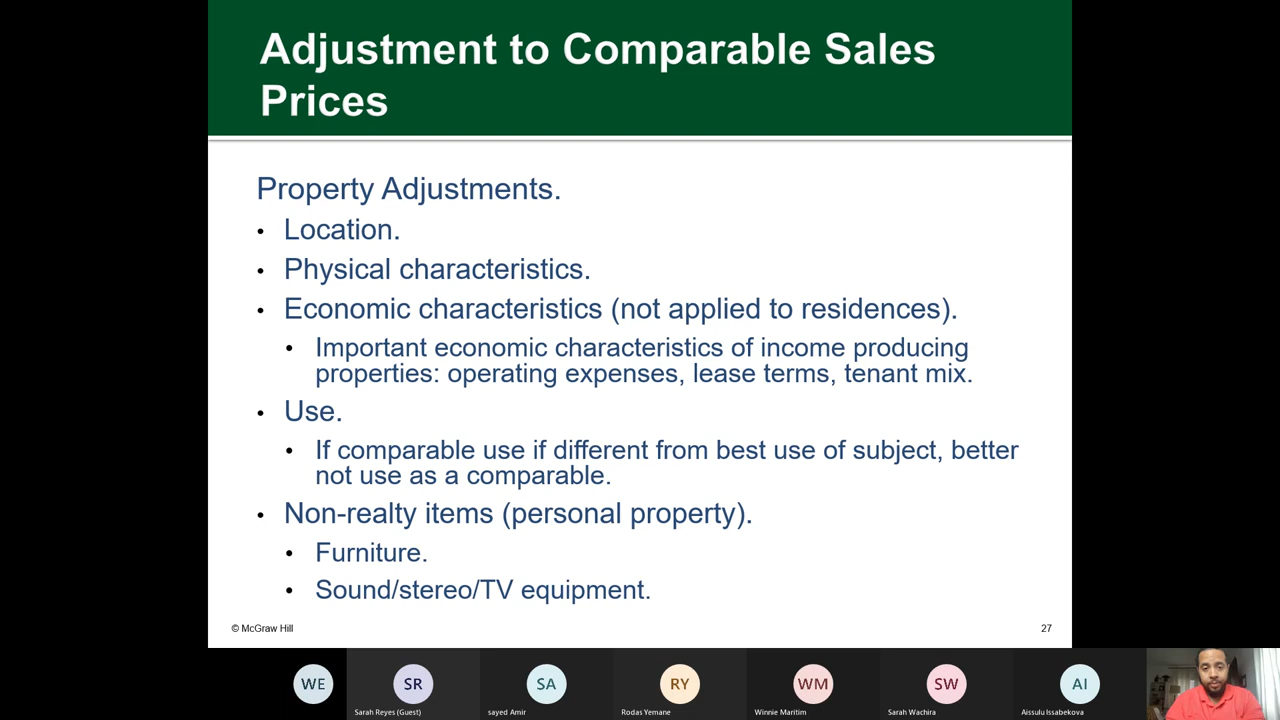 Adjustment to Comparable Sales
Prices
Property Adjustments.
• Location.
• Physical characteristics.
• Economic characteristics (not applied to residences).
• Important economic characteristics of income producing
properties: operating expenses, lease terms, tenant mix.
• Use.
• If comparable use if different from best use of subject, better
not use as a comparable.
• Non-realty items (personal property).
• Furniture.
• Sound/stereo/TV equipment.
© McGraw Hill
27
WE
SR
SA
RY
WM
SW
AI
Sarah Reyes (Guest)
sayed Amir
Rodas Yemane
Winnie Maritim
Sarah Wachira
Aissulu Issabekova